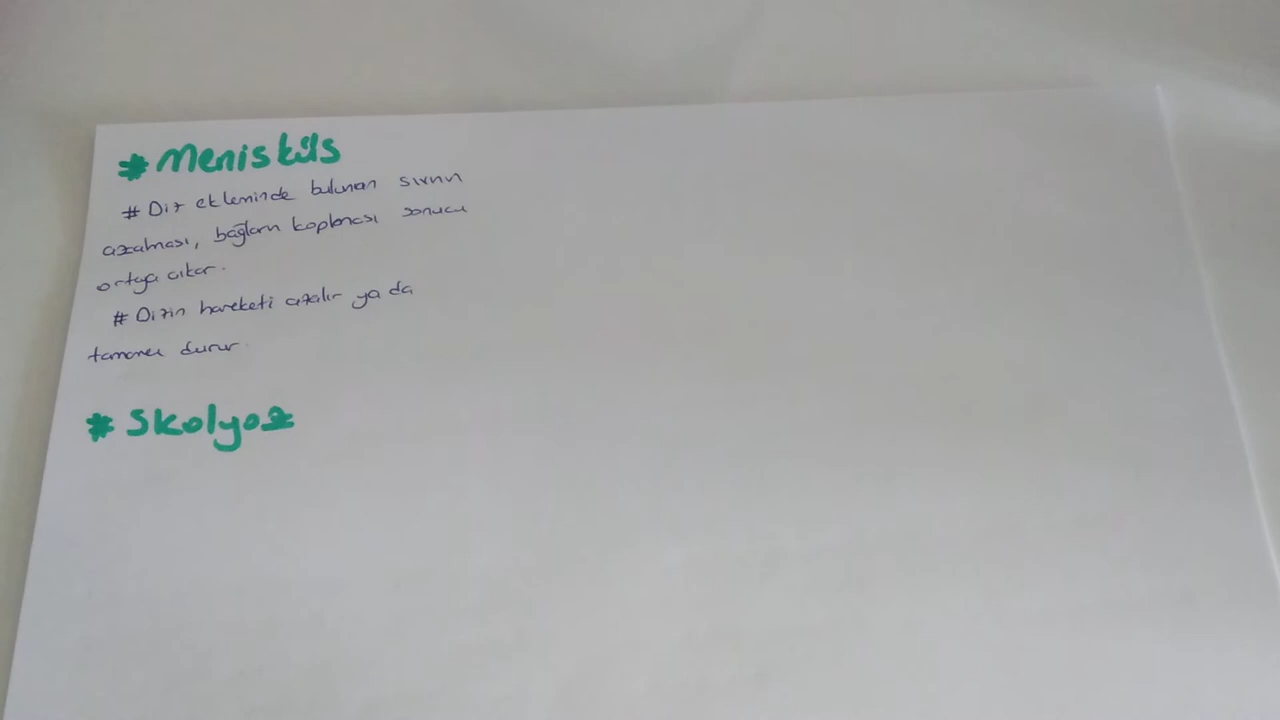 * Menisküs
# Diz ekleminde bulunan sıvının
azalması, bağların kopması sonucu
ortaya çıkar.
# Dizin hareketi azalır ya da
tamamen durur.
* Skolyoz